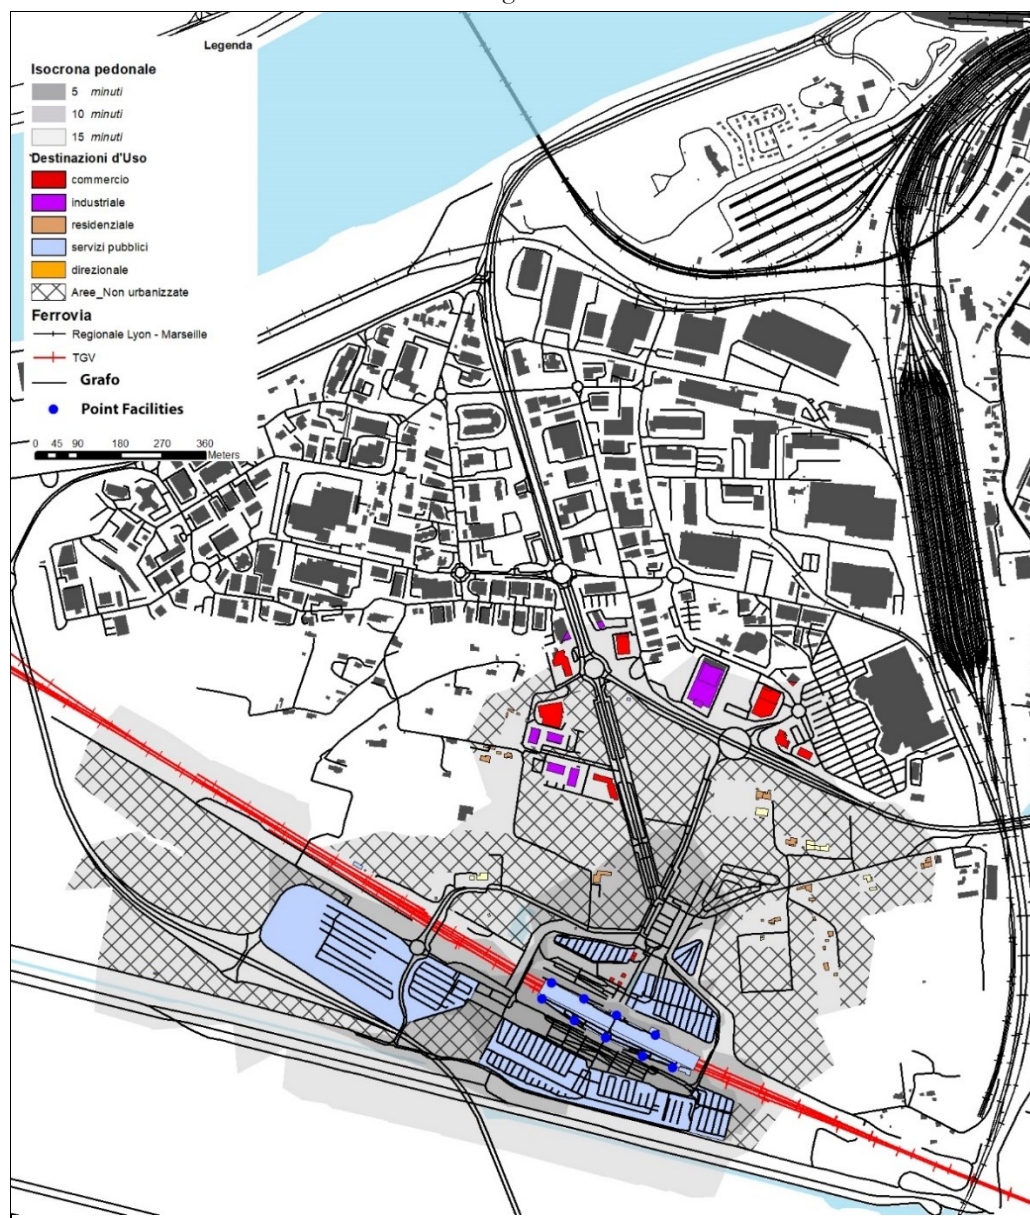 Legenda
Isocrona pedonale
5 minuti
10 minuti
15 minuti
Destinazioni d'Uso
commercio
industriale
residenziale
servizi pubblici
direzionale
Aree_Non urbanizzate
Ferrovia
Regionale Lyon - Marseille
TGV
Grafo
Point Facilities
0 45 90 180 270 360
Meters